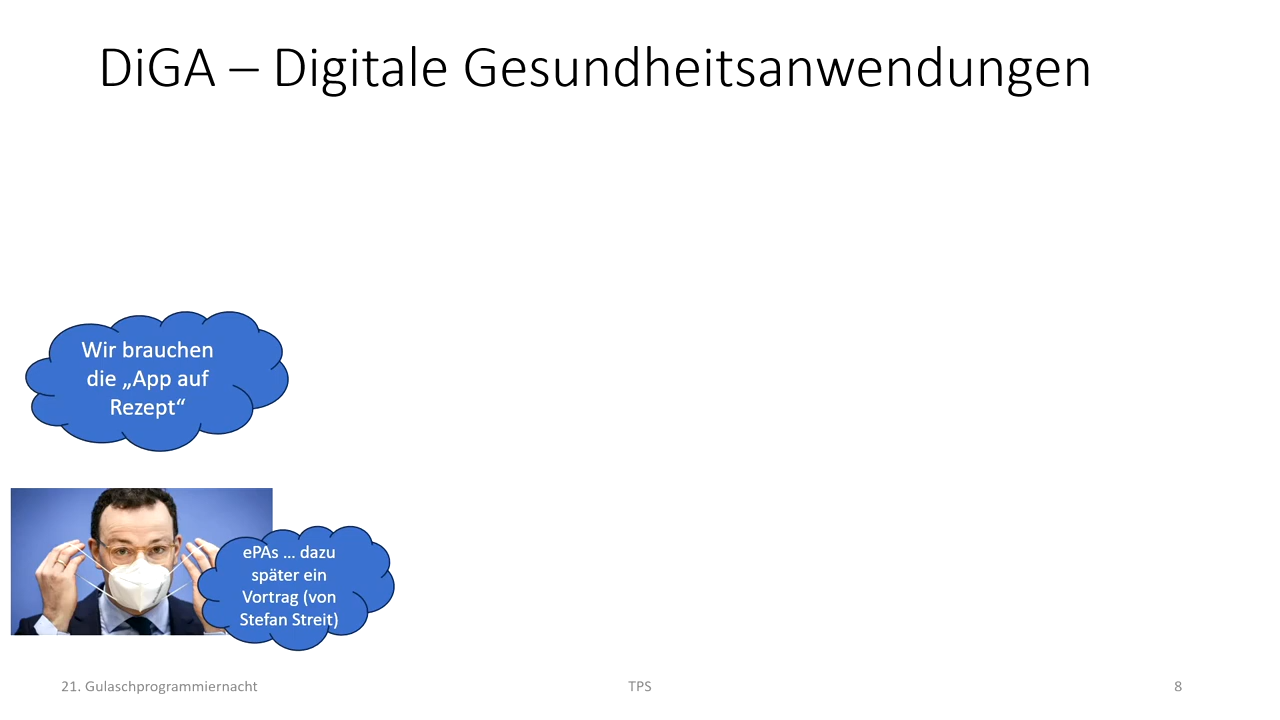 DiGA – Digitale Gesundheitsanwendungen
Wir brauchen
die „App auf
Rezept“
ePAs … dazu
später ein
Vortrag (von
Stefan Streit)
21. Gulaschprogrammiernacht
TPS
8